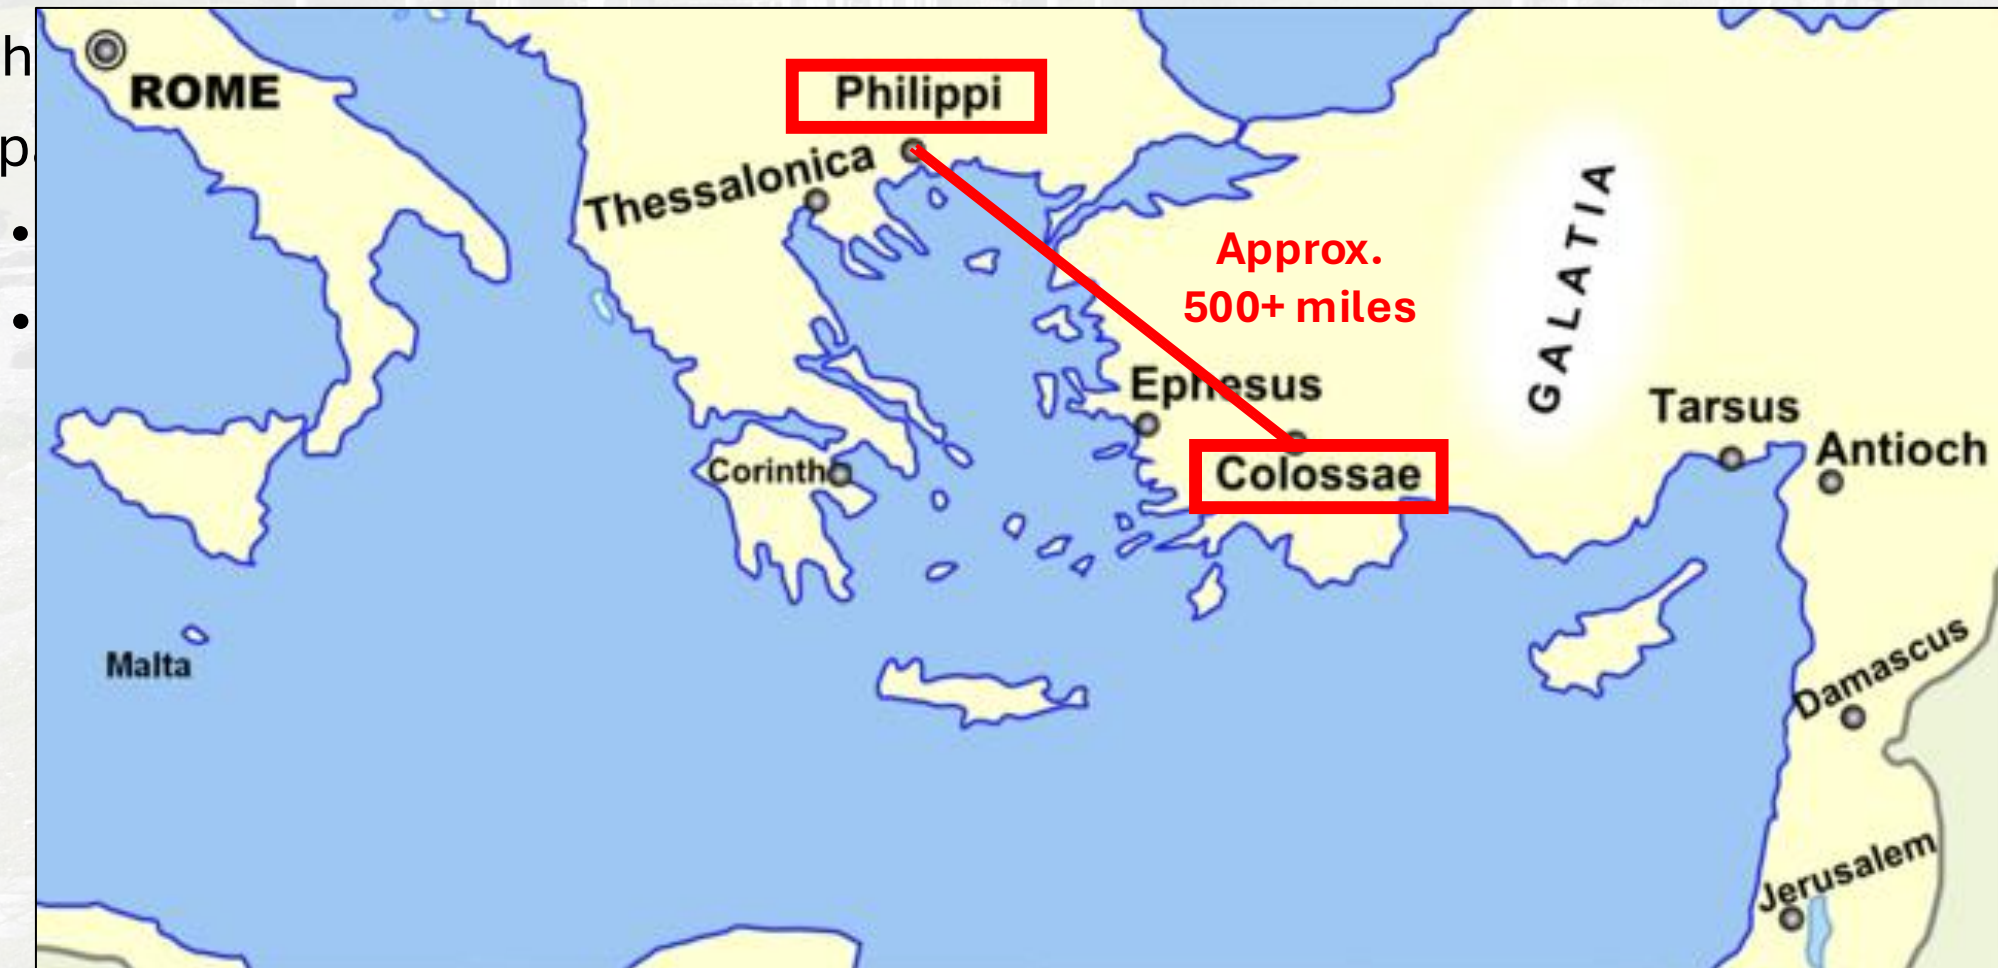 h
p
•
•
ROME
Philippi
Thessalonica
Approx.
500+ miles
GALATIA
Ephesus
Tarsus
Antioch
Corinth
Colossae
Malta
Damascus
Jerusalem